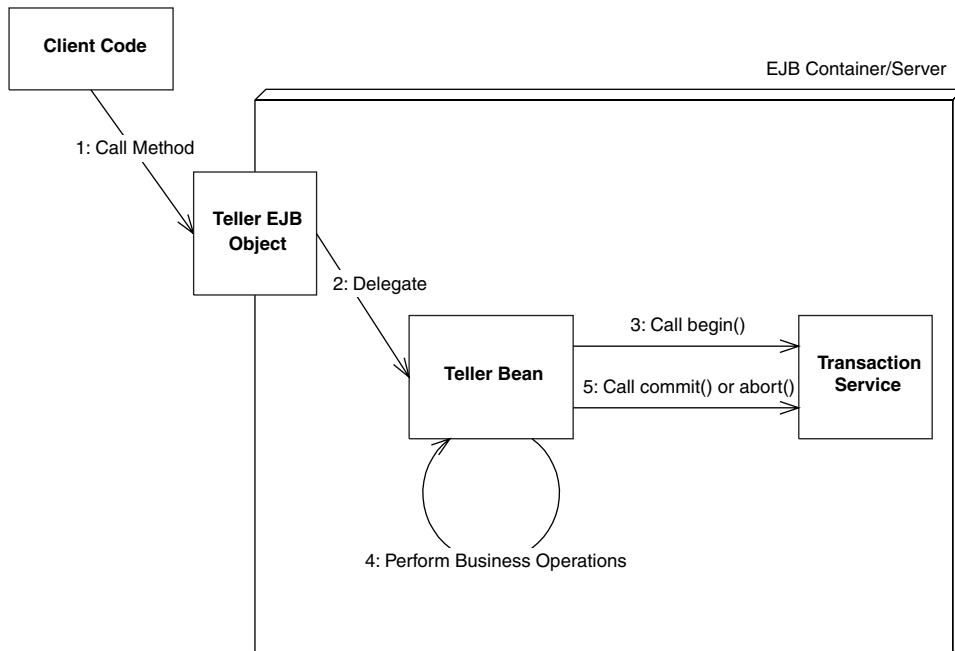 Client Code
EJB Container/Server
1: Call Method
Teller EJB
Object
2: Delegate
3: Call begin()
Teller Bean
Transaction
Service
5: Call commit() or abort()
4: Perform Business Operations